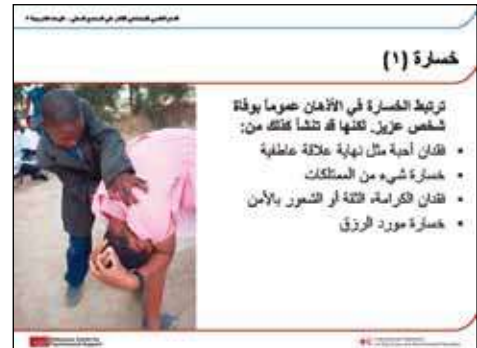 خسارة (١)
ترتبط الخسارة في الأذهان عموما بوفاة
شخص عزيز. لكنها قد تنشأ كذلك من:
• فقدان أحبة مثل نهاية علاقة عاطفية
• خسارة شيء من الممتلكات
• فقدان الكرامة، الثقة أو الشعور بالأمن
• خسارة مورد الرزق